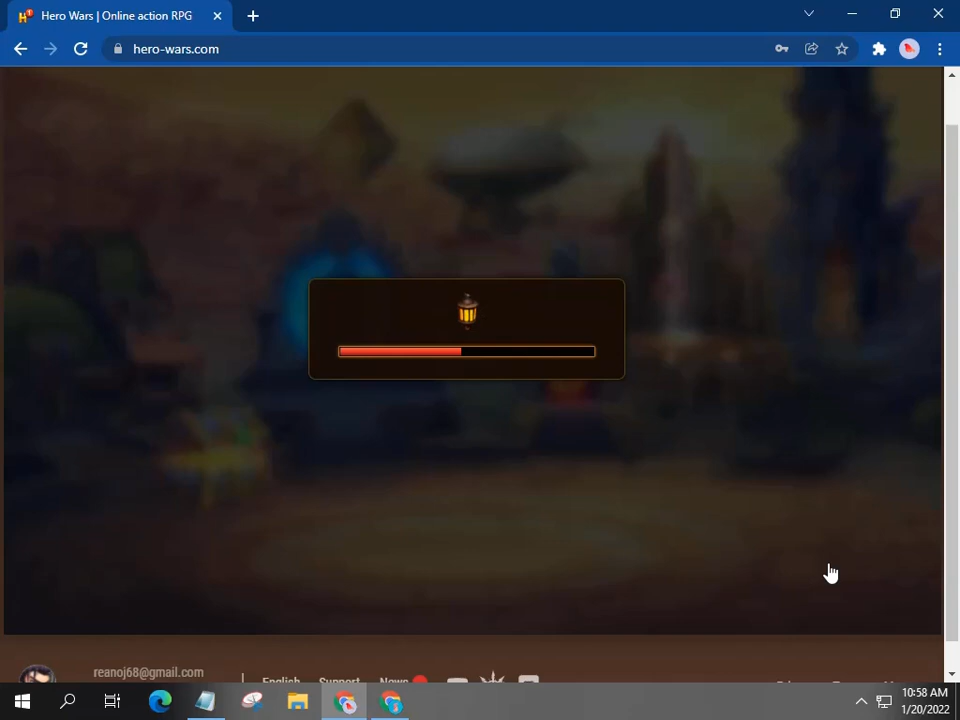 Hero Wars | Online action RPG
hero-wars.com
reanoj68@gmail.com
English
Support
News
10:58 AM
1/20/2022